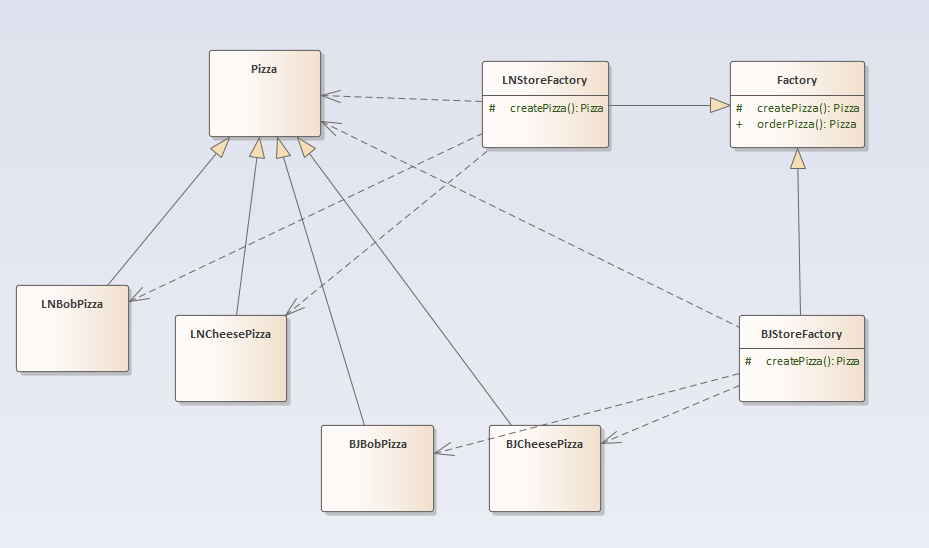 Pizza
LNStoreFactory
# createPizza(): Pizza
Factory
# createPizza(): Pizza
+ orderPizza(): Pizza
LNBobPizza
LNCheesePizza
BJStoreFactory
# createPizza(): Pizza
BJBobPizza
BJCheesePizza